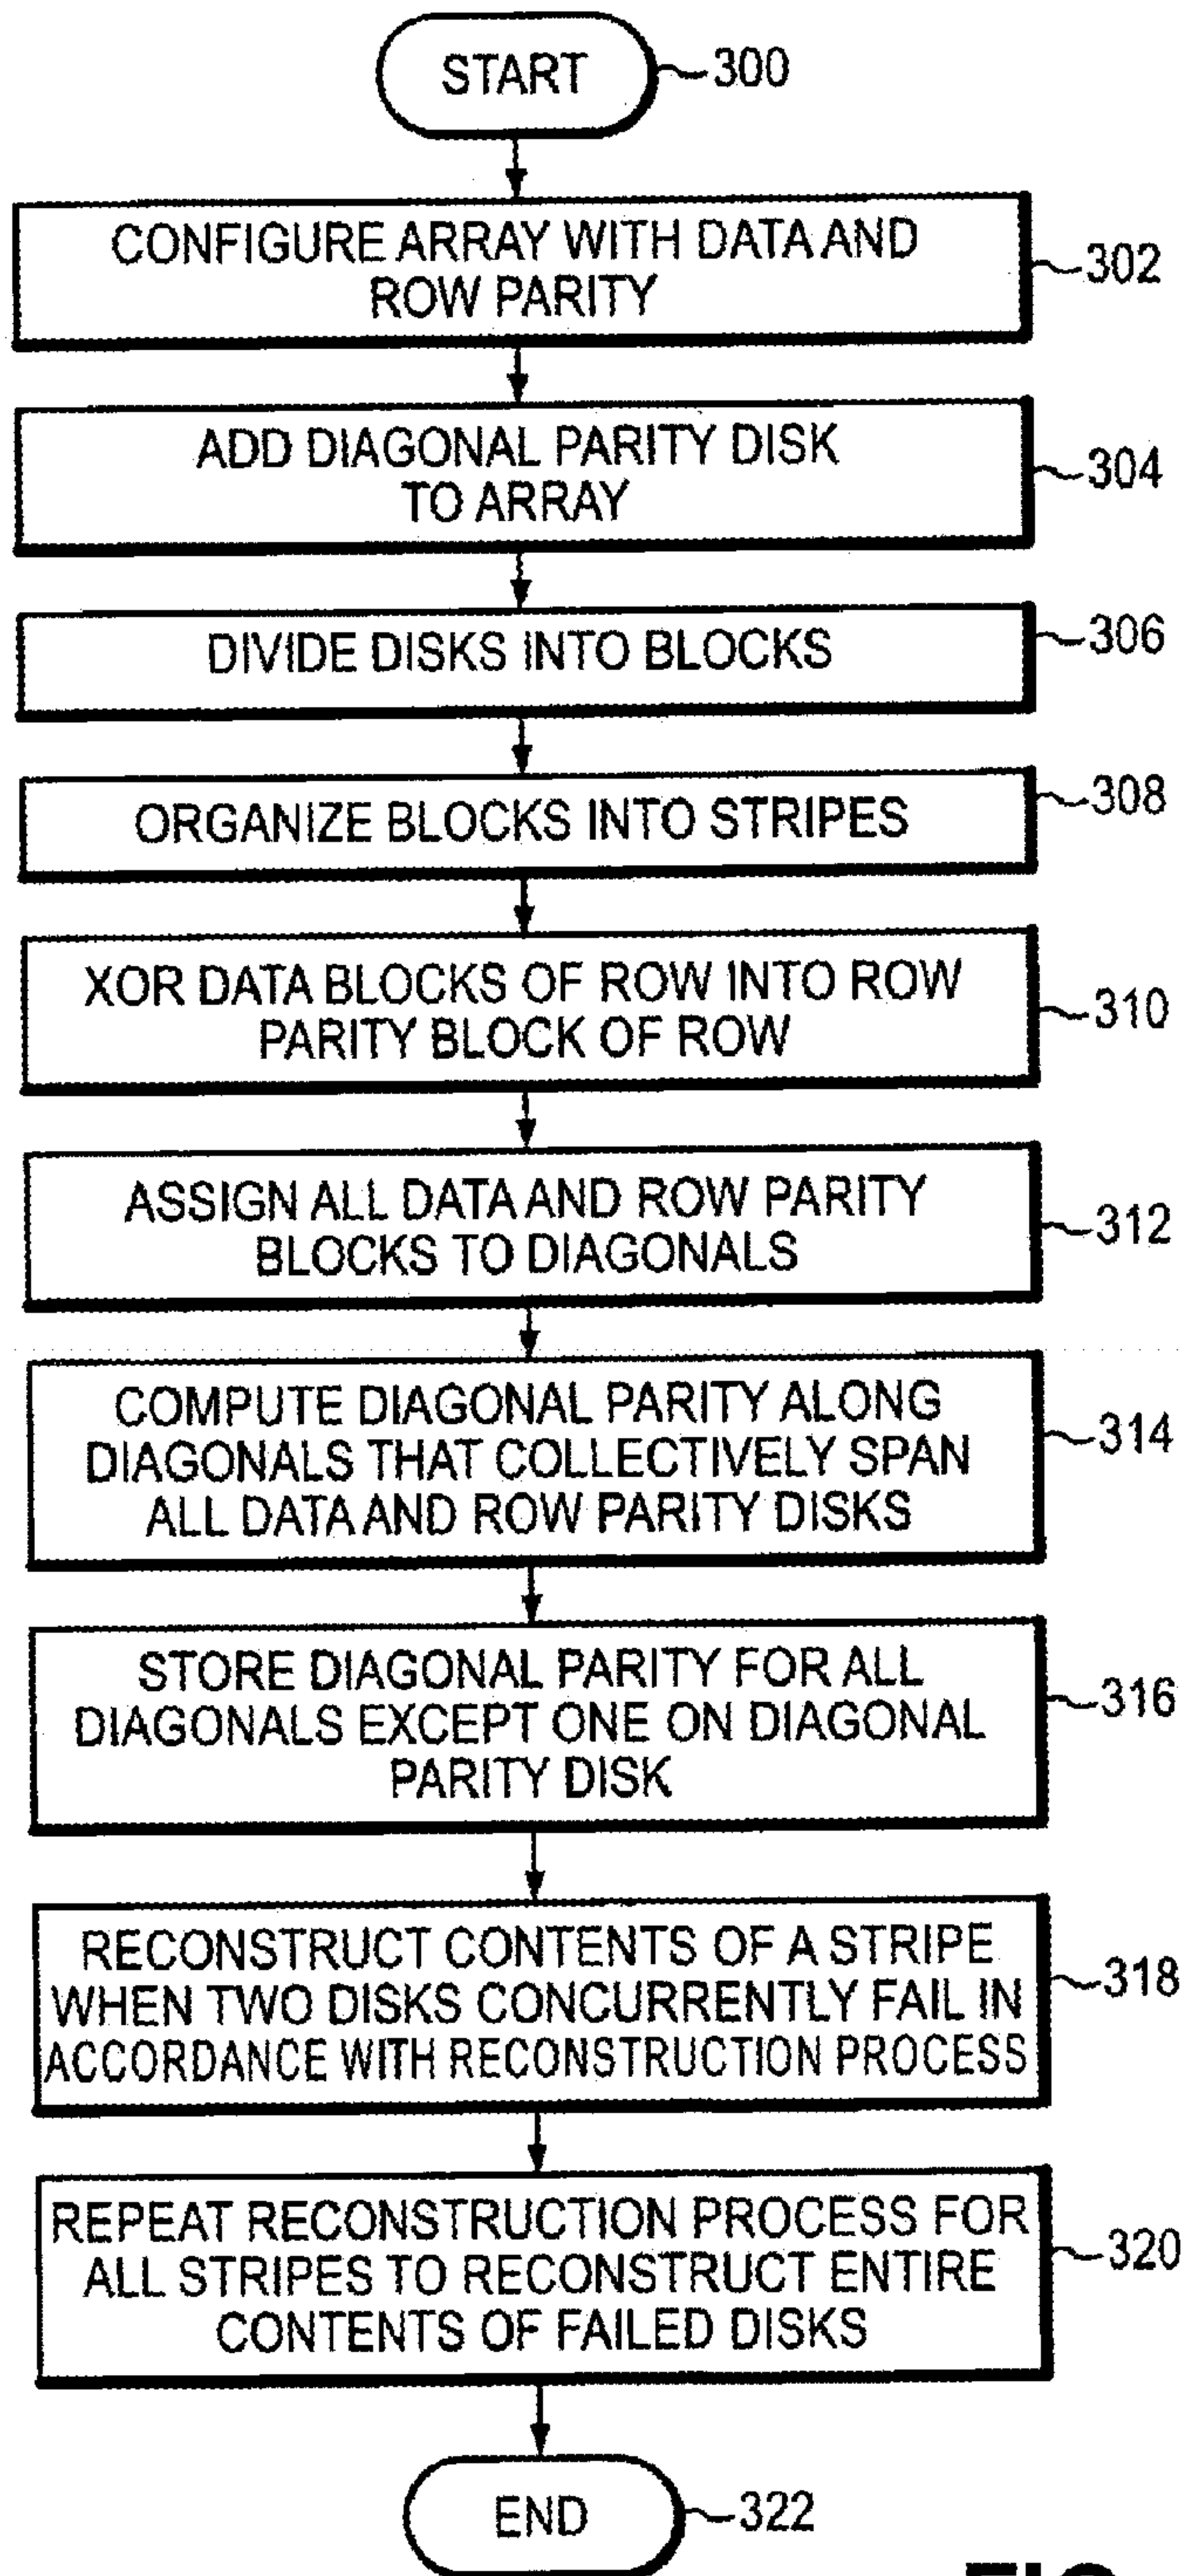 START
300
CONFIGURE ARRAY WITH DATA AND
ROW PARITY
302
ADD DIAGONAL PARITY DISK
TO ARRAY
304
DIVIDE DISKS INTO BLOCKS
306
ORGANIZE BLOCKS INTO STRIPES
308
XOR DATA BLOCKS OF ROW INTO ROW
PARITY BLOCK OF ROW
310
ASSIGN ALL DATA AND ROW PARITY
BLOCKS TO DIAGONALS
312
COMPUTE DIAGONAL PARITY ALONG
DIAGONALS THAT COLLECTIVELY SPAN
ALL DATA AND ROW PARITY DISKS
314
STORE DIAGONAL PARITY FOR ALL
DIAGONALS EXCEPT ONE ON DIAGONAL
PARITY DISK
316
RECONSTRUCT CONTENTS OF A STRIPE
WHEN TWO DISKS CONCURRENTLY FAIL IN
ACCORDANCE WITH RECONSTRUCTION PROCESS
318
REPEAT RECONSTRUCTION PROCESS FOR
ALL STRIPES TO RECONSTRUCT ENTIRE
CONTENTS OF FAILED DISKS
320
END
322